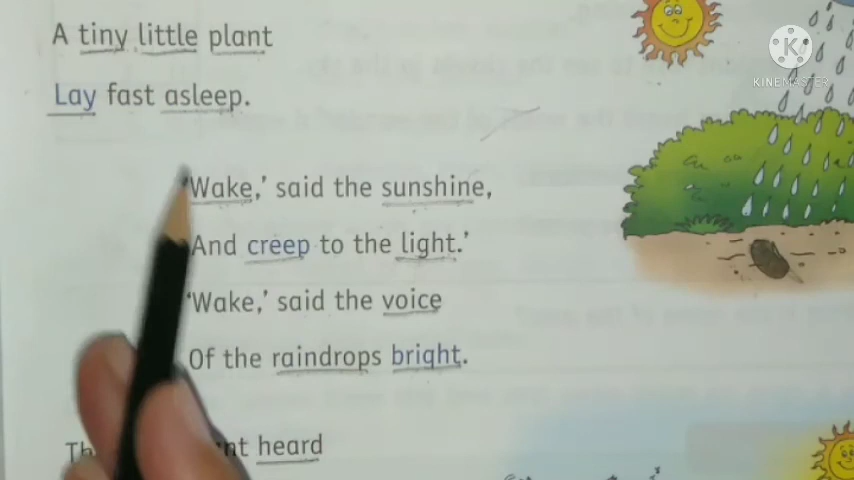 A tiny little plant
Lay fast asleep.
'Wake,' said the sunshine,
And creep to the light.'
'Wake,' said the voice
Of the raindrops bright.
heard
K
KINEMASTER